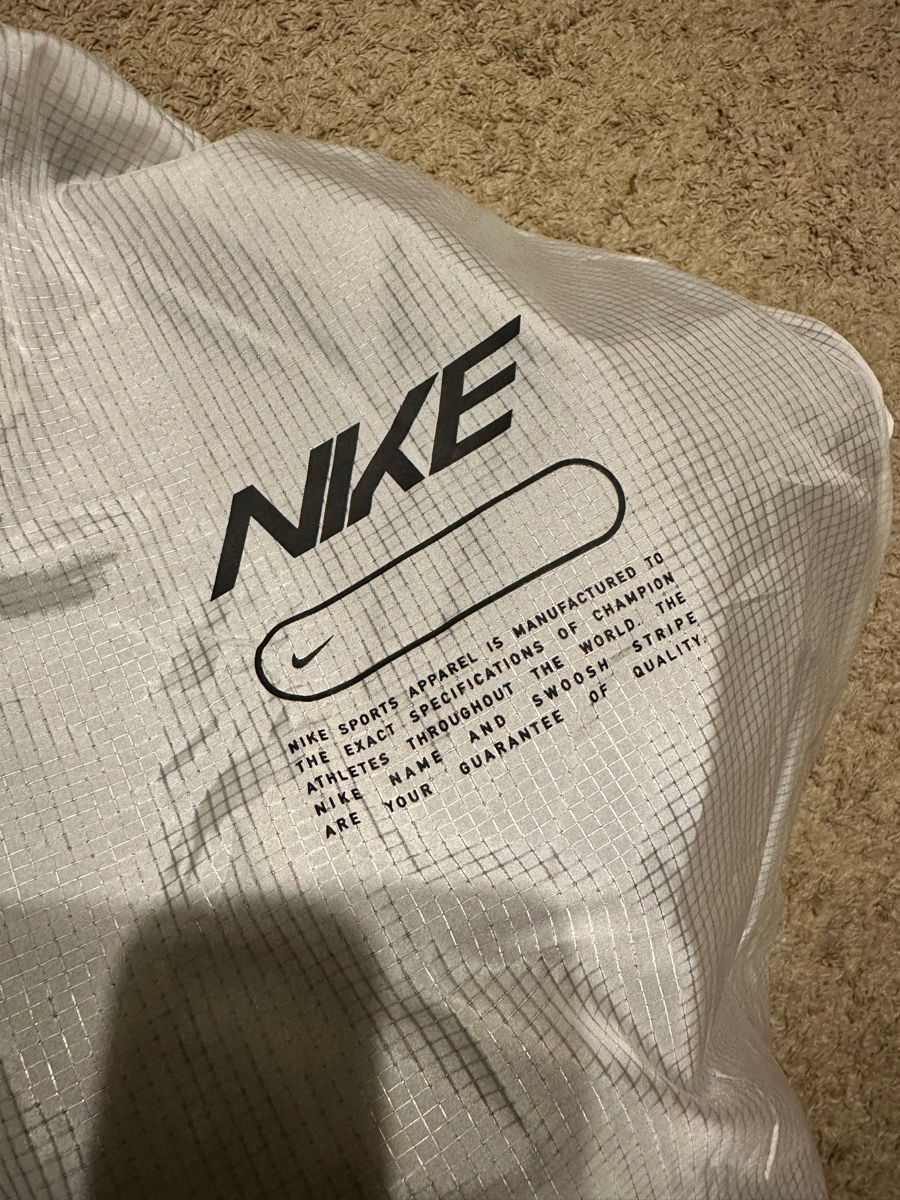 NIKE
NIKE SPORTS APPAREL IS MANUFACTURED TO
THE EXACT SPECIFICATIONS OF CHAMPION
ATHLETES THROUGHOUT THE WORLD. THE
NIKE NAME AND SWOOSH STRIPE
ARE YOUR GUARANTEE OF QUALITY.